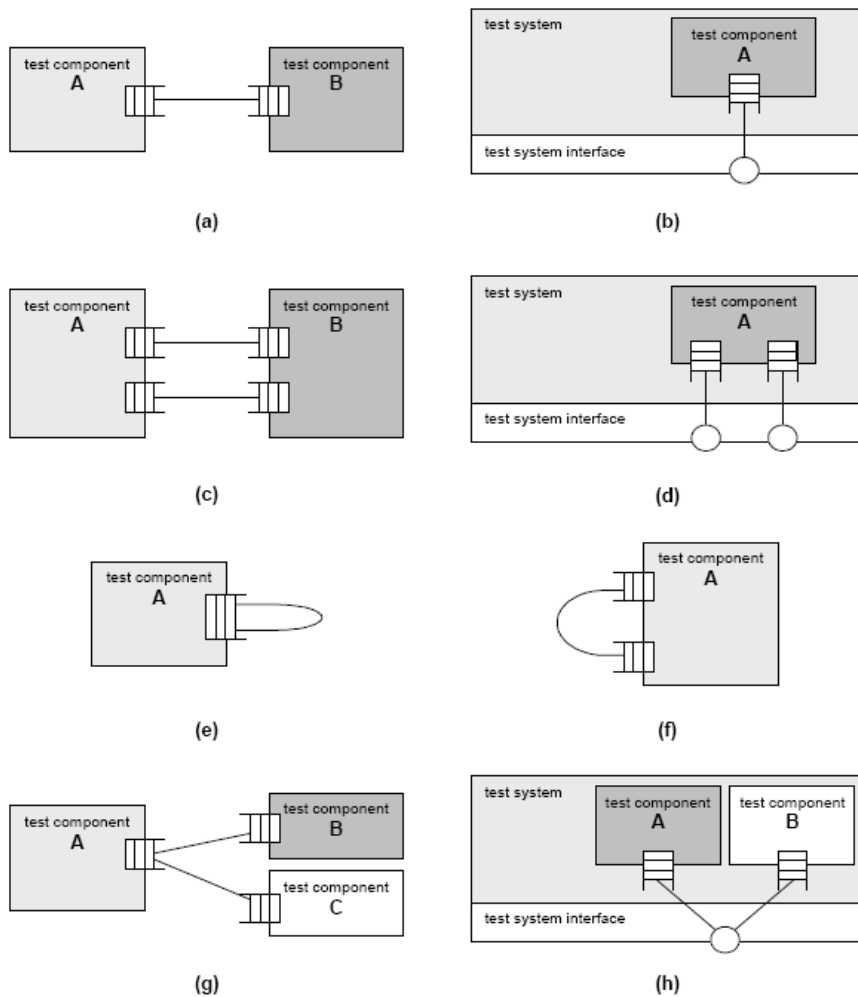 test component
A
test component
B
(a)
test system
test component
A
test system interface
(b)
test component
A
test component
B
(c)
test system
test component
A
test system interface
(d)
test component
A
(e)
test component
A
(f)
test component
A
test component
B
test component
C
(g)
test system
test component
A
test component
B
test system interface
(h)